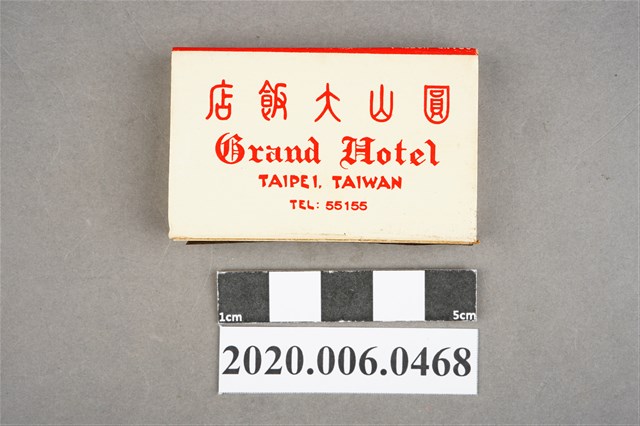 圓山大飯店
Grand Hotel
TAIPEI, TAIWAN
TEL: 55155
1cm 5cm
2020.006.0468